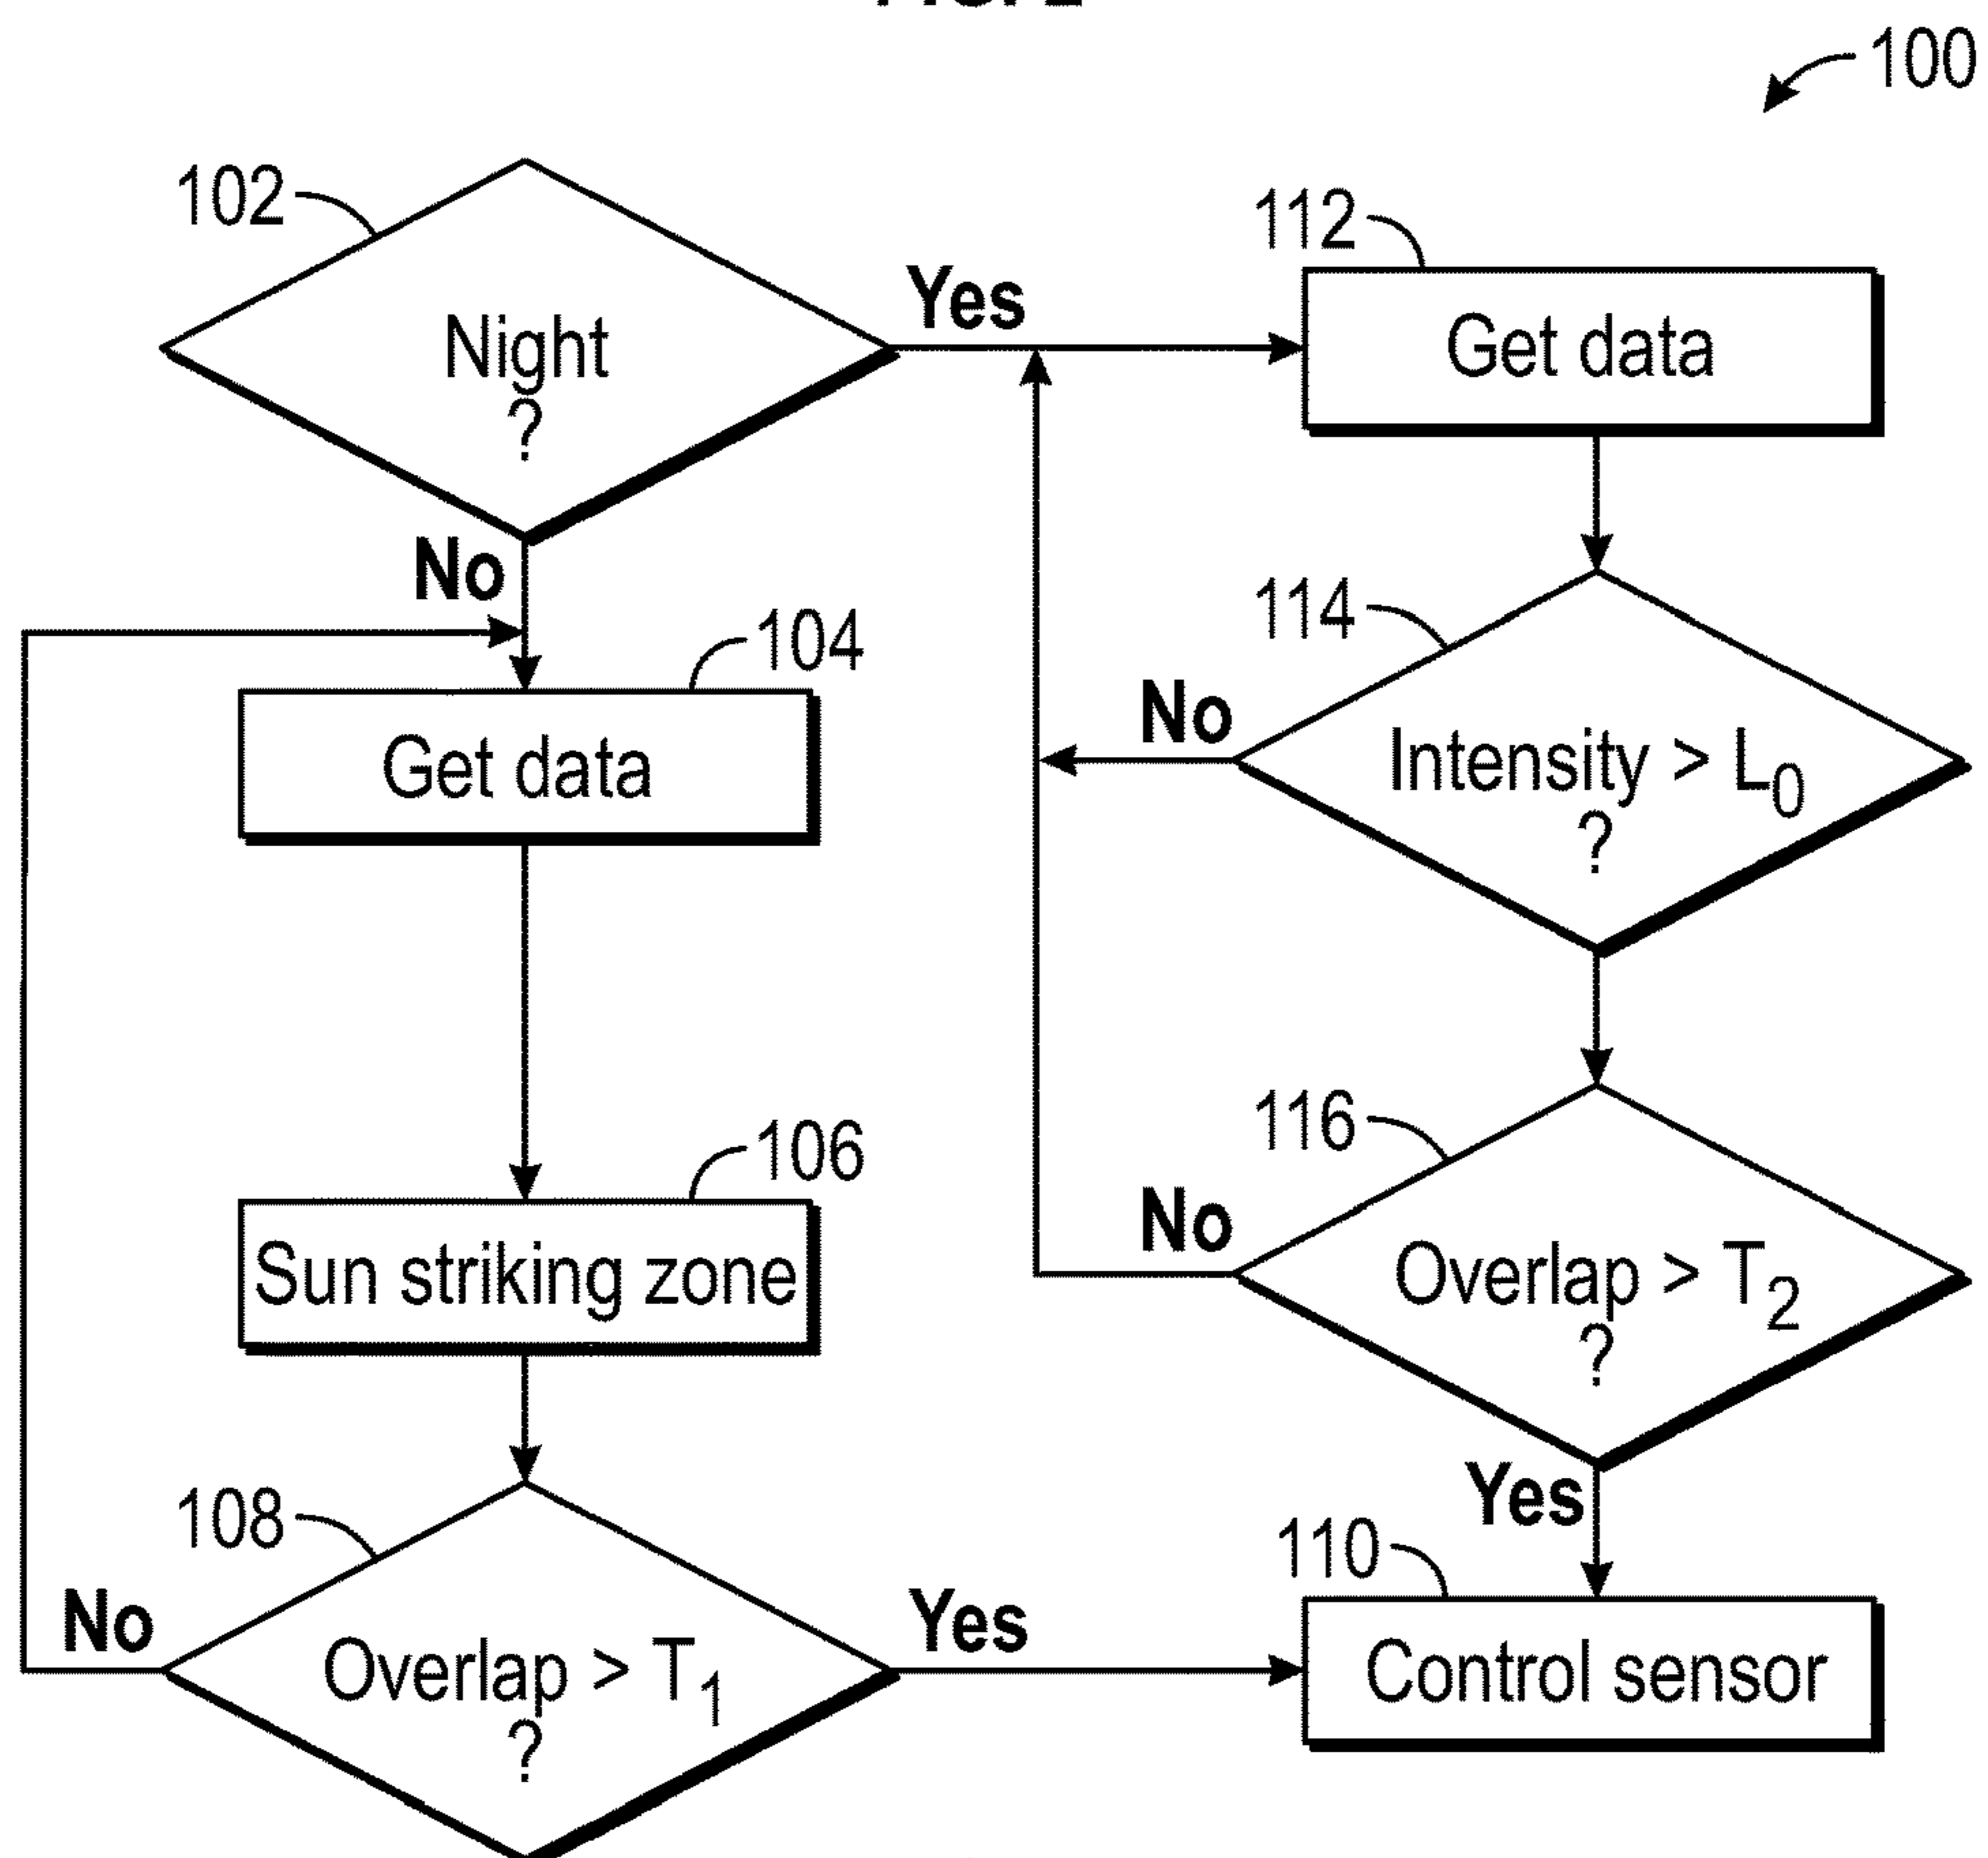 100
102
Night
?
Yes
No
112
Get data
104
Get data
114
Intensity > L0
?
No
106
Sun striking zone
116
Overlap > T2
?
No
Yes
108
Overlap > T1
?
No
Yes
110
Control sensor